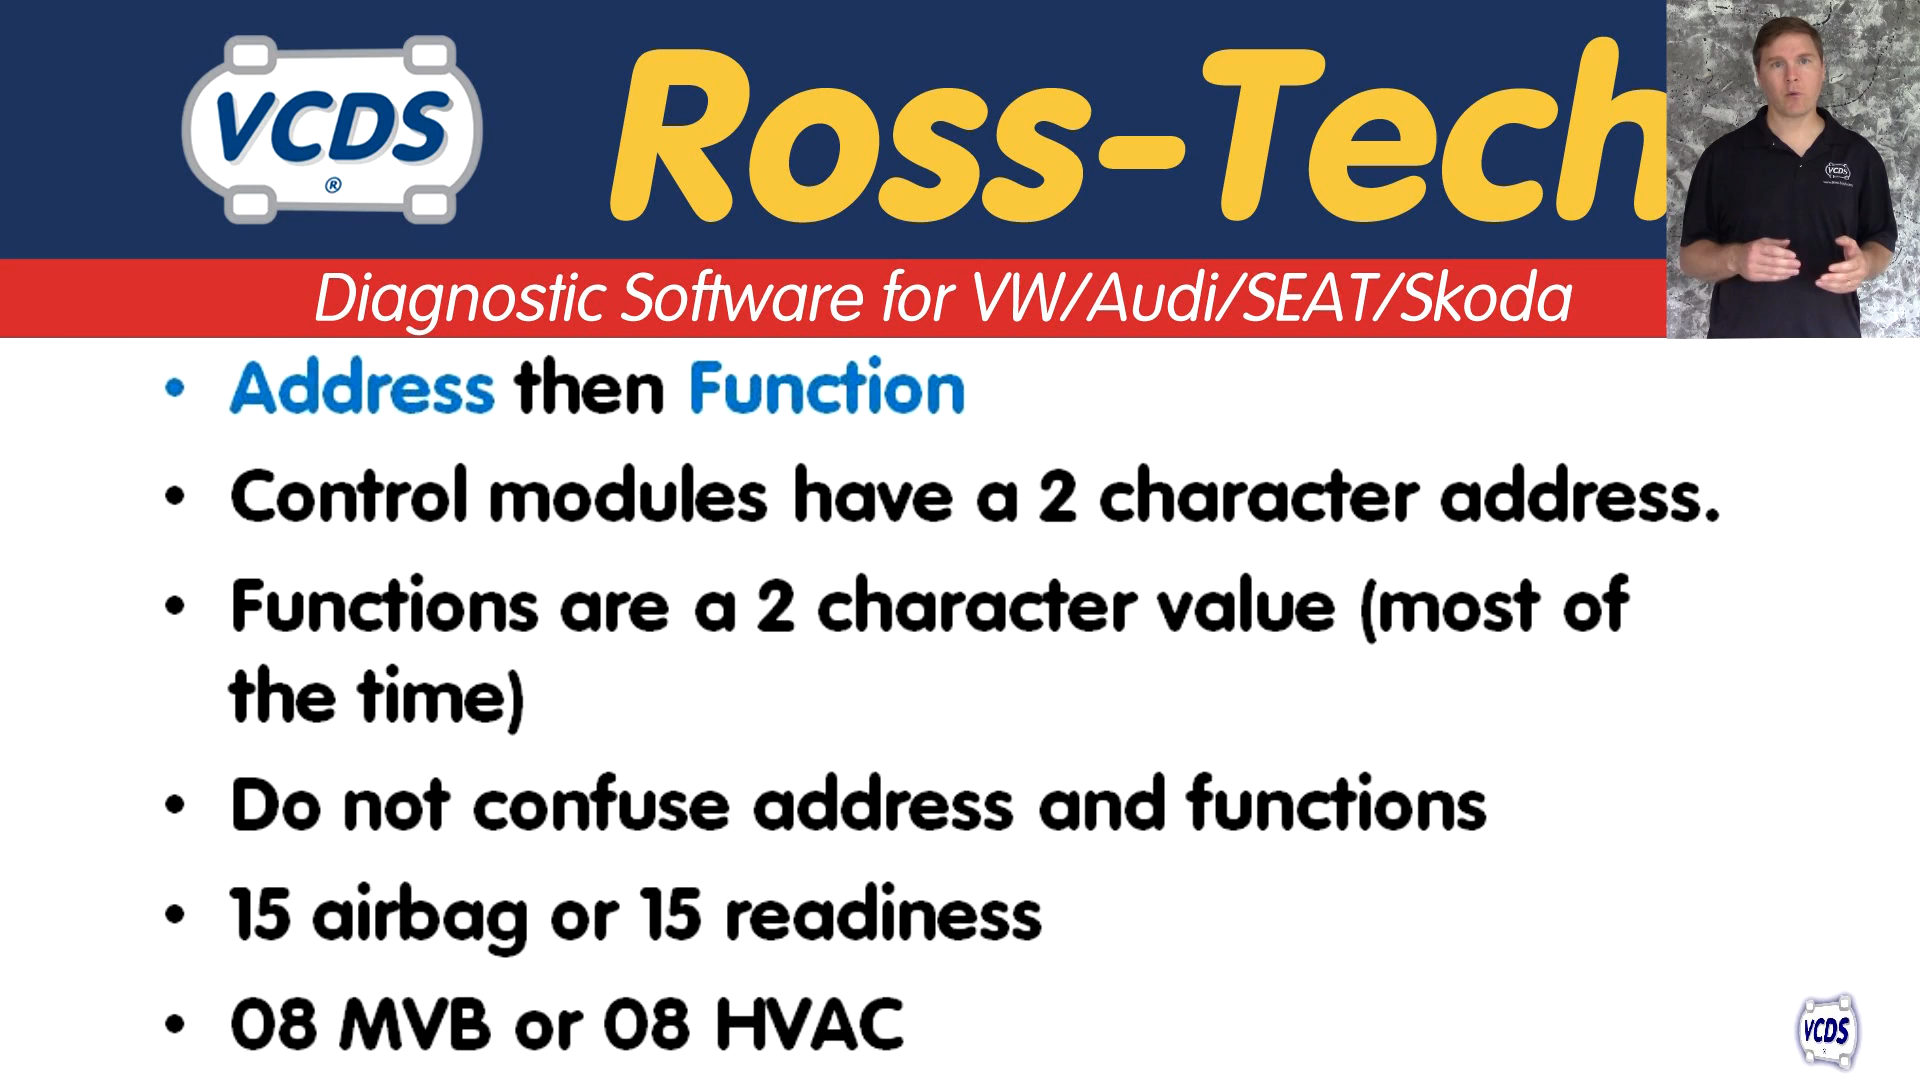 VCDS
®
Ross-Tech
Diagnostic Software for VW/Audi/SEAT/Skoda
VCDS
• Address then Function
• Control modules have a 2 character address.
• Functions are a 2 character value (most of
the time)
• Do not confuse address and functions
• 15 airbag or 15 readiness
• 08 MVB or 08 HVAC
VCDS